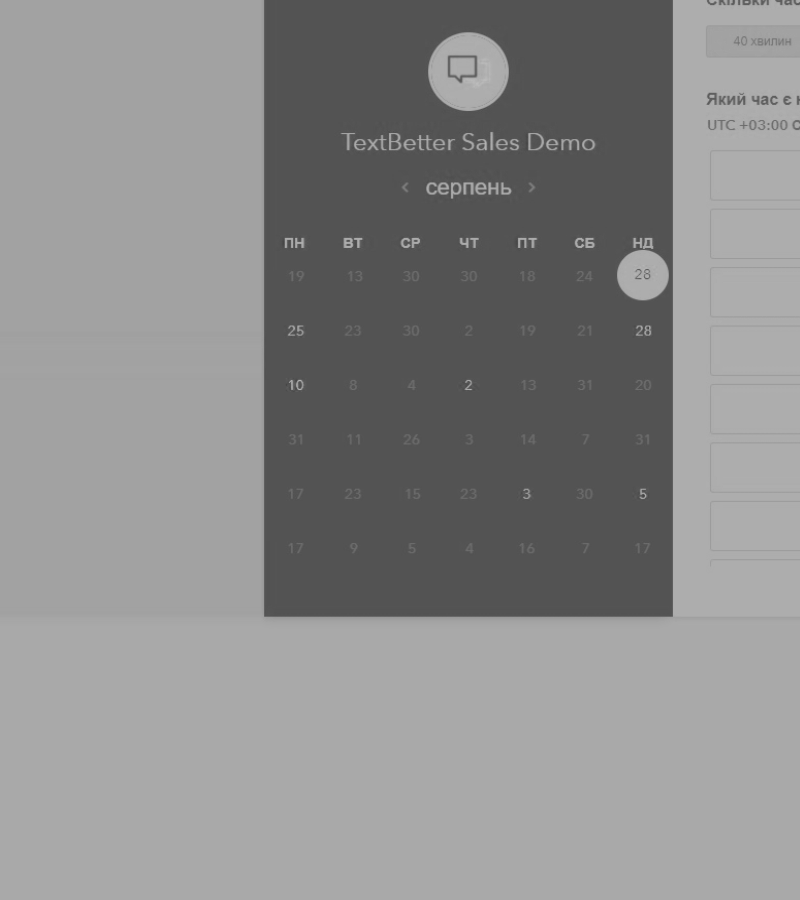 Скільки час
40 хвилин
Який час є н
UTC +03:00 С
TextBetter Sales Demo
серпень
ПН ВТ СР ЧТ ПТ СБ НД
19 13 30 30 18 24 28
25 23 30 2 19 21 28
10 8 4 2 13 31 20
31 11 26 3 14 7 31
17 23 15 23 3 30 5
17 9 5 4 16 7 17